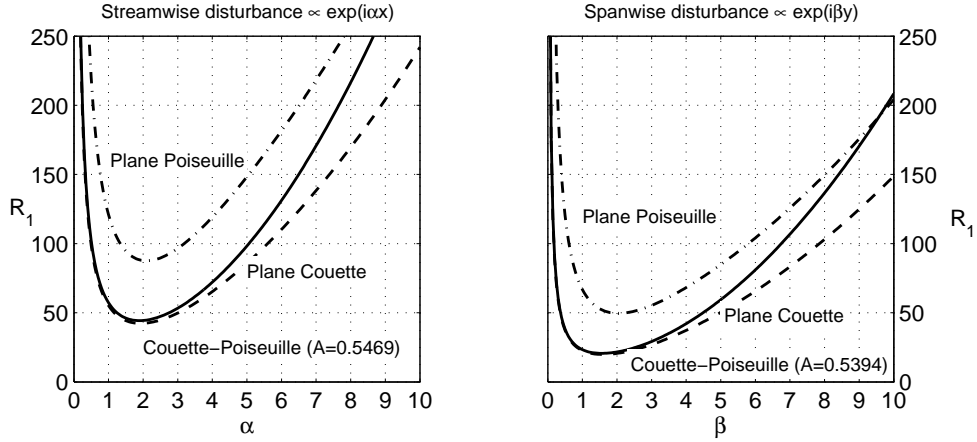 Streamwise disturbance ∝ exp(iαx)
250
200
150
100
50
0
R1
Plane Poiseuille
Plane Couette
Couette−Poiseuille (A=0.5469)
0 1 2 3 4 5 6 7 8 9 10
α
Spanwise disturbance ∝ exp(iβy)
250
200
150
100
50
0
R1
Plane Poiseuille
Plane Couette
Couette−Poiseuille (A=0.5394)
0 1 2 3 4 5 6 7 8 9 10
β